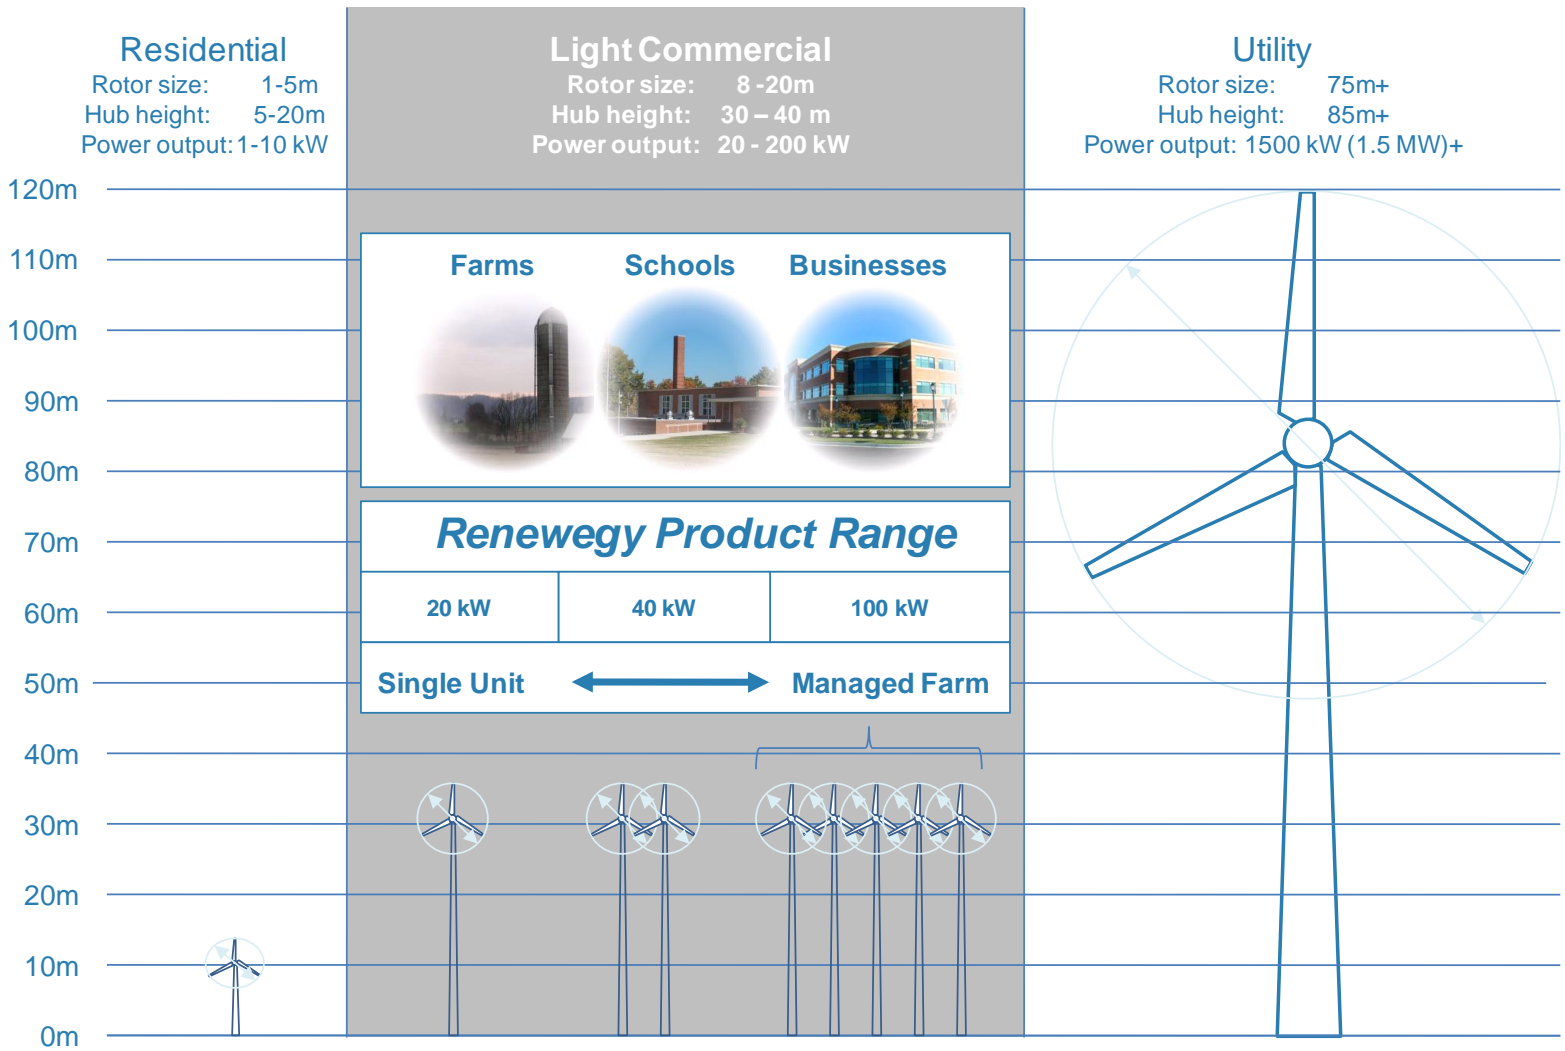 Residential
Rotor size: 1-5m
Hub height: 5-20m
Power output: 1-10 kW
Light Commercial
Rotor size: 8 -20m
Hub height: 30 – 40 m
Power output: 20 - 200 kW
Utility
Rotor size: 75m+
Hub height: 85m+
Power output: 1500 kW (1.5 MW)+
120m
110m
100m
90m
80m
70m
60m
50m
40m
30m
20m
10m
0m
Farms Schools Businesses
Renewegy Product Range
20 kW 40 kW 100 kW
Single Unit Managed Farm